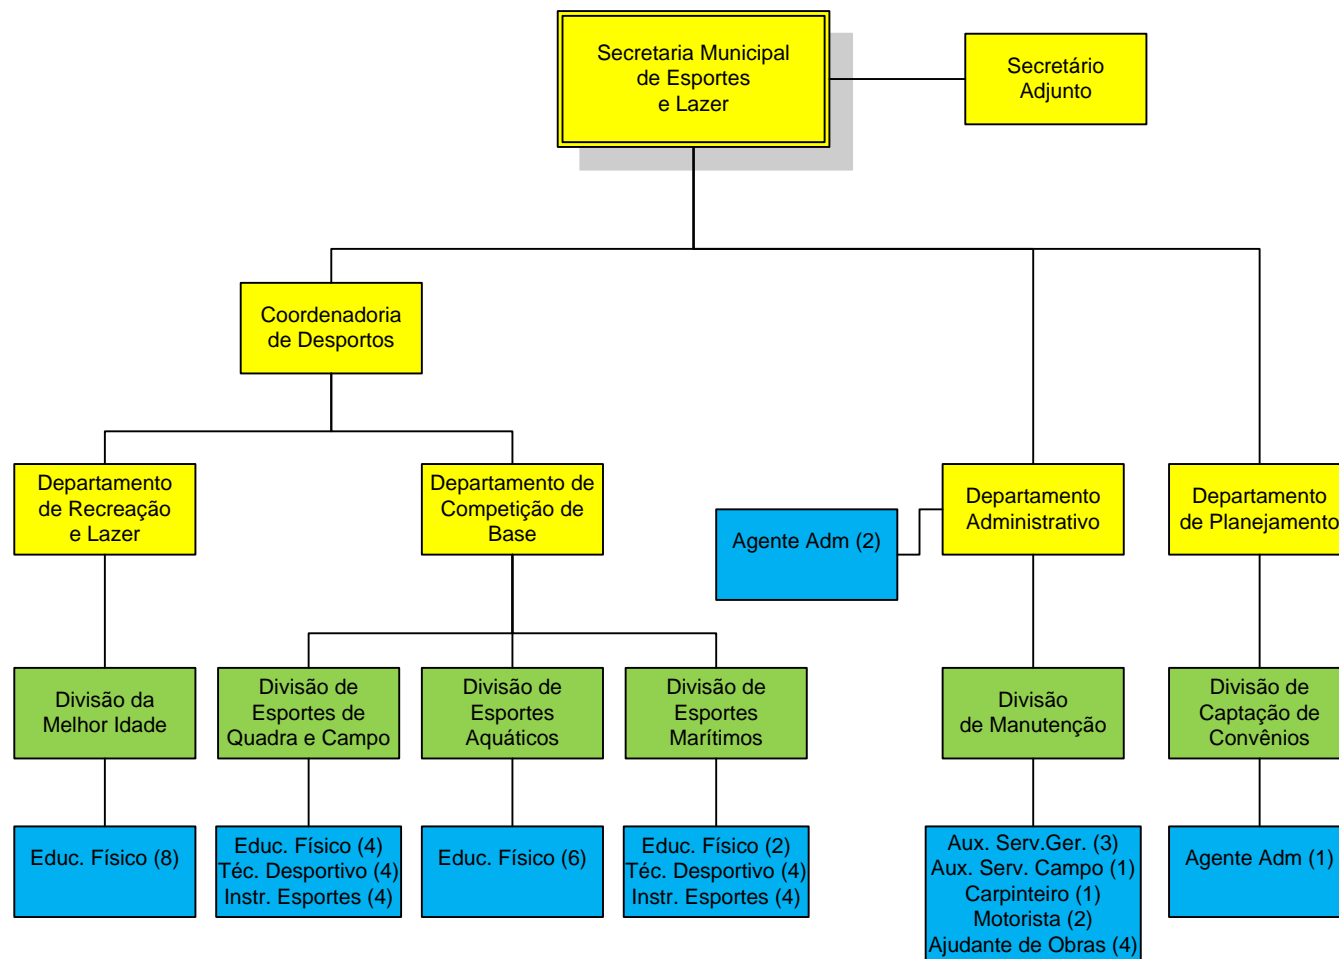 Secretaria Municipal
de Esportes
e Lazer
Secretário
Adjunto
Coordenadoria
de Desportos
Departamento
de Recreação
e Lazer
Departamento de
Competição de
Base
Agente Adm (2)
Departamento
Administrativo
Departamento
de Planejamento
Divisão da
Melhor Idade
Divisão de
Esportes de
Quadra e Campo
Divisão de
Esportes
Aquáticos
Divisão de
Esportes
Marítimos
Divisão
de Manutenção
Divisão de
Captação de
Convênios
Educ. Físico (8)
Educ. Físico (4)
Téc. Desportivo (4)
Instr. Esportes (4)
Educ. Físico (6)
Educ. Físico (2)
Téc. Desportivo (4)
Instr. Esportes (4)
Aux. Serv.Ger. (3)
Aux. Serv. Campo (1)
Carpinteiro (1)
Motorista (2)
Ajudante de Obras (4)
Agente Adm (1)